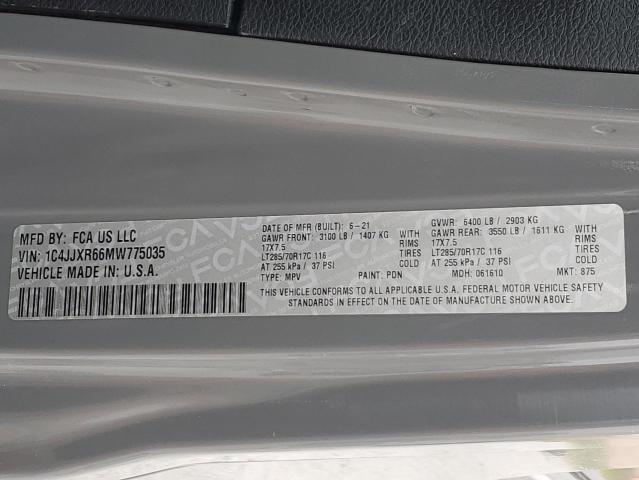 MFD BY: FCA US LLC
VIN: 1C4JJXR66MW775035
VEHICLE MADE IN: U.S.A.
DATE OF MFR (BUILT): 6-21 GVWR: 6400 LB / 2903 KG
GAWR FRONT: 3100 LB / 1407 KG WITH GAWR REAR: 3550 LB / 1611 KG WITH
17X7.5 RIMS 17X7.5 RIMS
LT285/70R17C 116 TIRES LT285/70R17C 116 TIRES
AT 255 kPa / 37 PSI COLD AT 255 kPa / 37 PSI COLD
TYPE: MPV PAINT: PDN MDH: 061610 MKT: 875
THIS VEHICLE CONFORMS TO ALL APPLICABLE U.S.A. FEDERAL MOTOR VEHICLE SAFETY
STANDARDS IN EFFECT ON THE DATE OF MANUFACTURE SHOWN ABOVE.